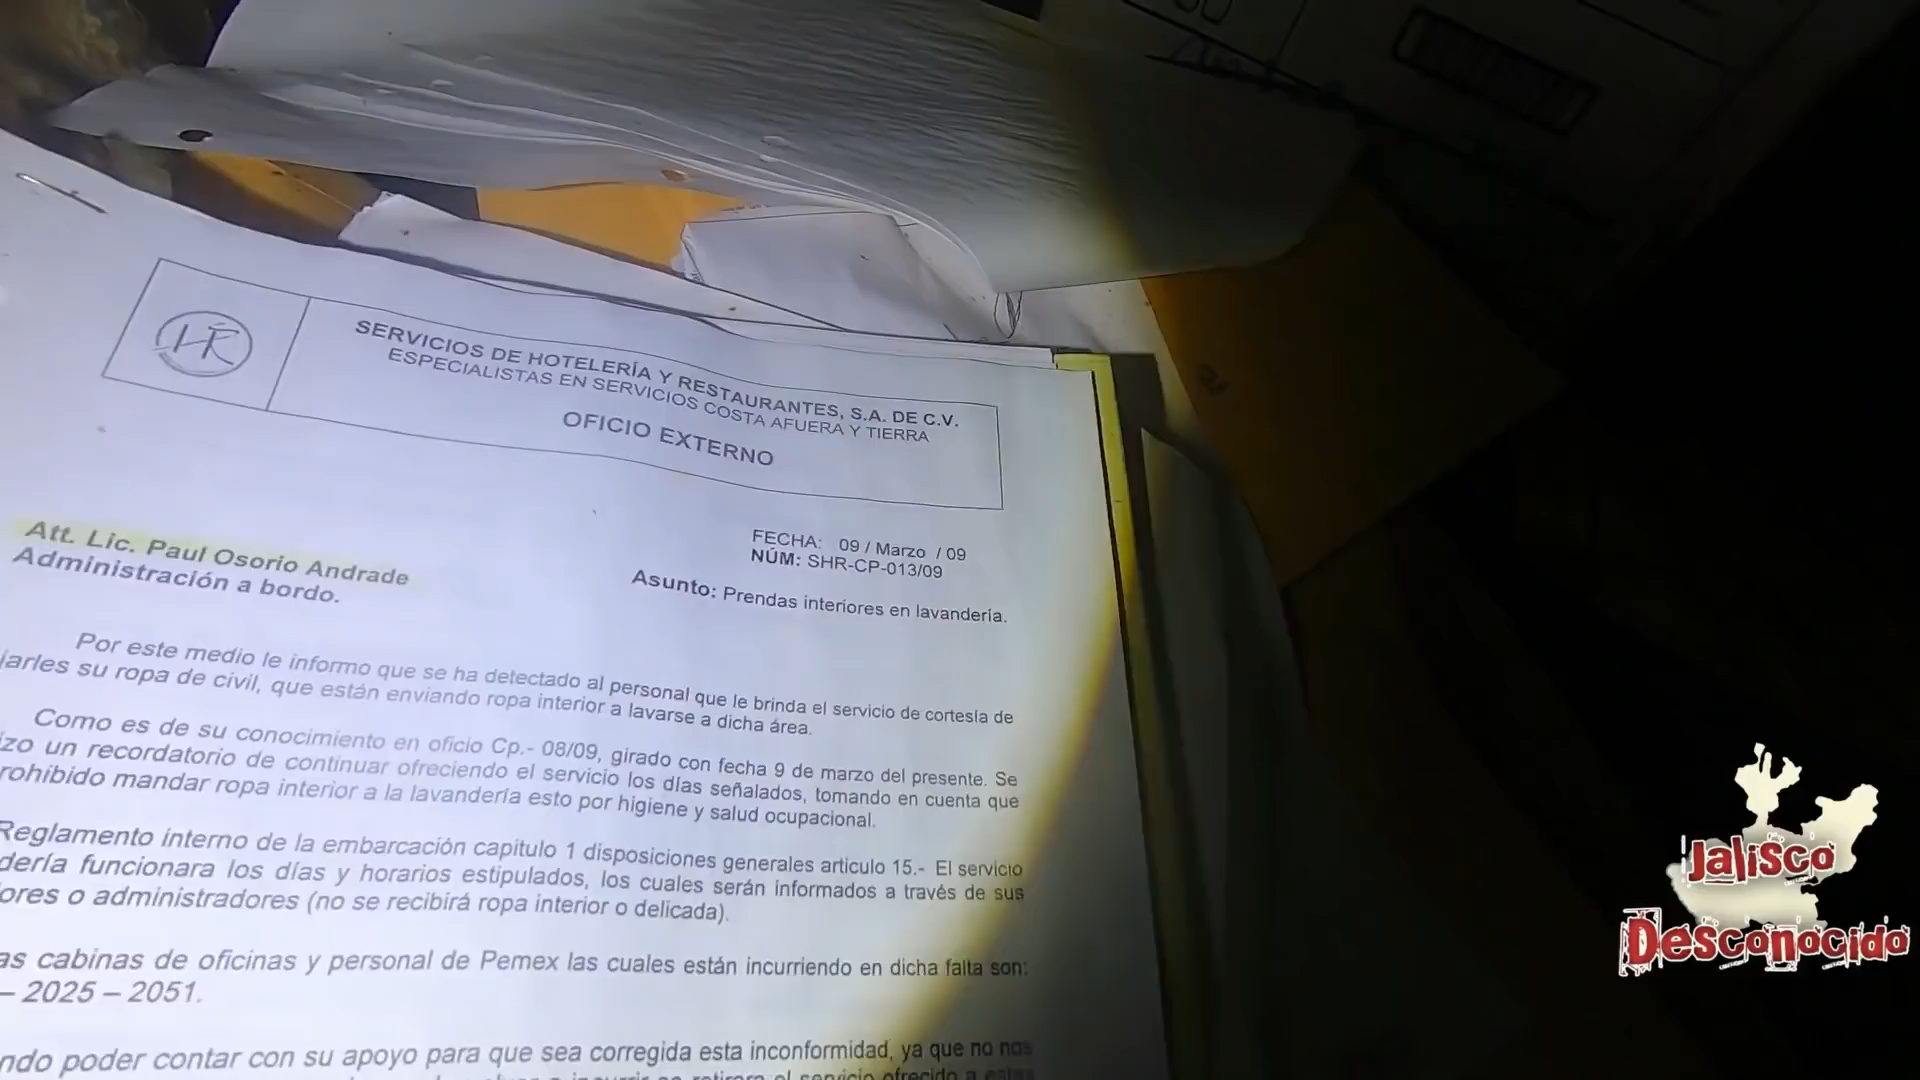 HR
SERVICIOS DE HOTELERÍA Y RESTAURANTES, S.A. DE C.V.
ESPECIALISTAS EN SERVICIOS COSTA AFUERA Y TIERRA
OFICIO EXTERNO
FECHA: 09 / Marzo / 09
NÚM: SHR-CP-013/09
Asunto: Prendas interiores en lavandería.
Att. Lic. Paul Osorio Andrade
Administración a bordo.
Por este medio le informo que se ha detectado al personal que le brinda el servicio de cortesía de
jarles su ropa de civil, que están enviando ropa interior a lavarse a dicha área.
Como es de su conocimiento en oficio Cp.- 08/09, girado con fecha 9 de marzo del presente. Se
izo un recordatorio de continuar ofreciendo el servicio los días señalados, tomando en cuenta que
rohibido mandar ropa interior a la lavandería esto por higiene y salud ocupacional.
Reglamento interno de la embarcación capitulo 1 disposiciones generales articulo 15.- El servicio
dería funcionara los días y horarios estipulados, los cuales serán informados a través de sus
ores o administradores (no se recibirá ropa interior o delicada).
as cabinas de oficinas y personal de Pemex las cuales están incurriendo en dicha falta son:
– 2025 – 2051.
ndo poder contar con su apoyo para que sea corregida esta inconformidad, ya que no nos
se retirara el servicio ofrecido a estas
Jalisco
Desconocido